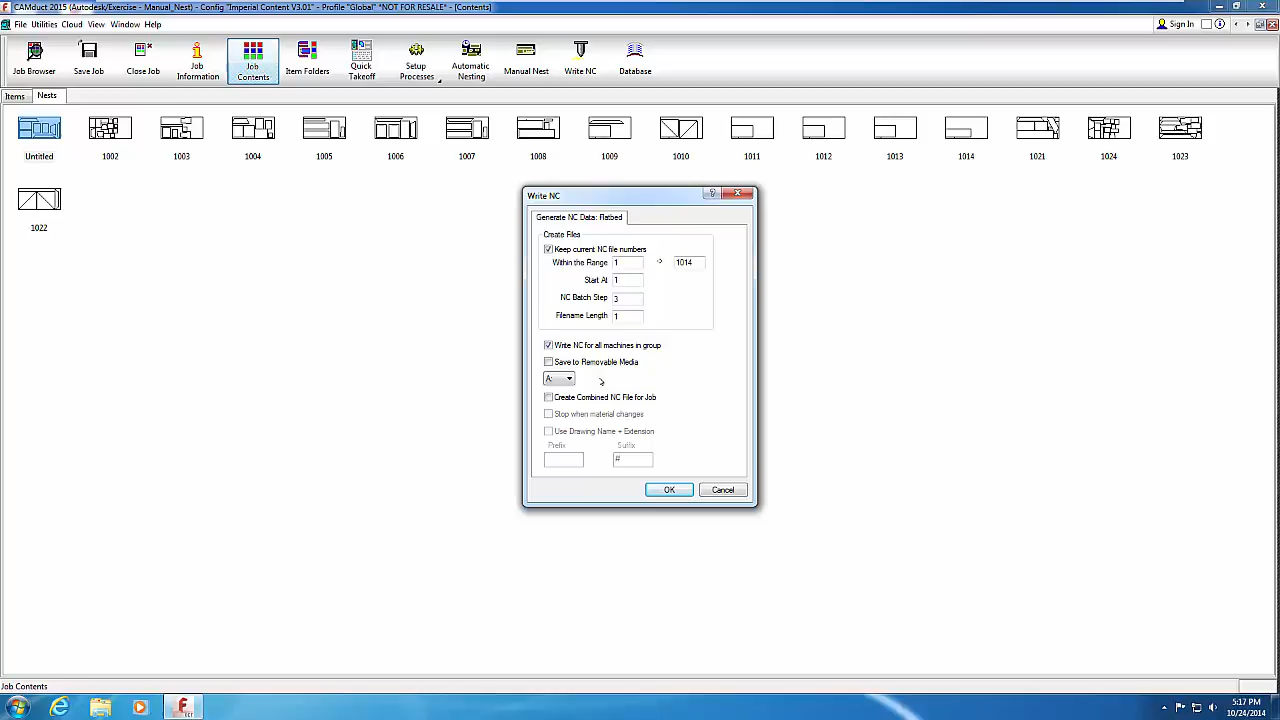 CAMduct 2015 (Autodesk/Exercise - Manual_Nest) - Config "Imperial Content V3.01" - Profile "Global" *NOT FOR RESALE* - [Contents]
File Utilities Cloud View Window Help
Sign In
Job Browser
Save Job
Close Job
Job Information
Job Contents
Item Folders
Quick Takeoff
Setup Processes
Automatic Nesting
Manual Nest
Write NC
Database
Items Nests
Untitled 1002 1003 1004 1005 1006 1007 1008 1009 1010 1011 1012 1013 1014 1021 1024 1023
1022
Write NC
Generate NC Data: Flatbed
Create Files
Keep current NC file numbers
Within the Range 1 -> 1014
Start At 1
NC Batch Step 3
Filename Length 1
Write NC for all machines in group
Save to Removable Media
A:
Create Combined NC File for Job
Stop when material changes
Use Drawing Name + Extension
Prefix Suffix
#
OK Cancel
Job Contents
5:17 PM
10/24/2014